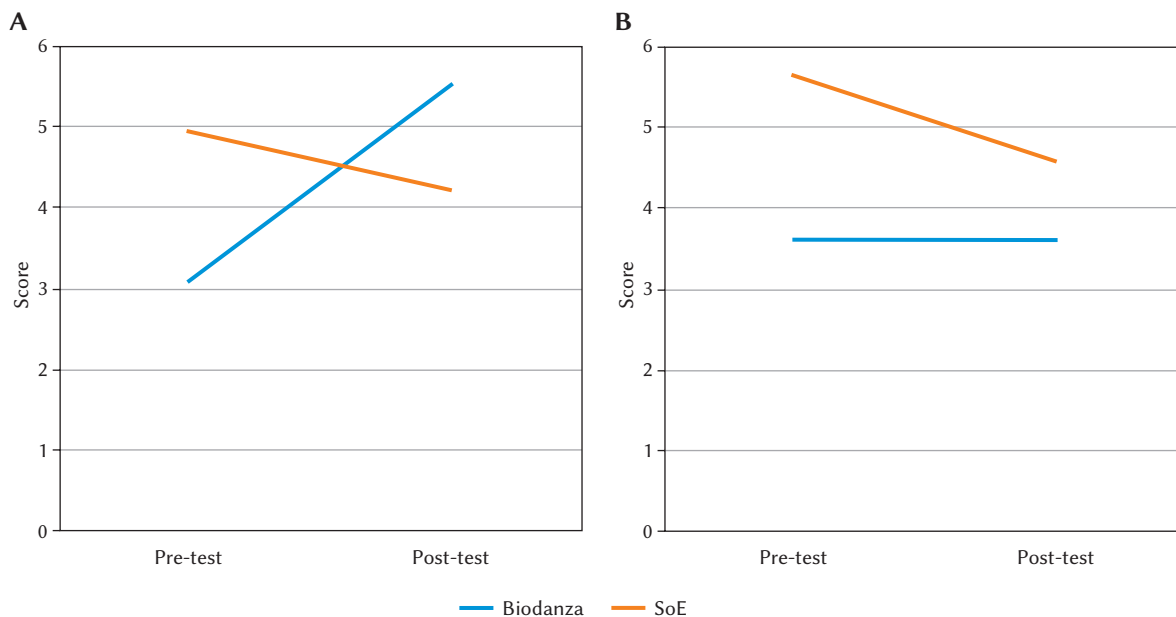 A
6
5
4
3
2
1
0
Score
Pre-test
Post-test
B
6
5
4
3
2
1
0
Score
Pre-test
Post-test
Biodanza
SoE